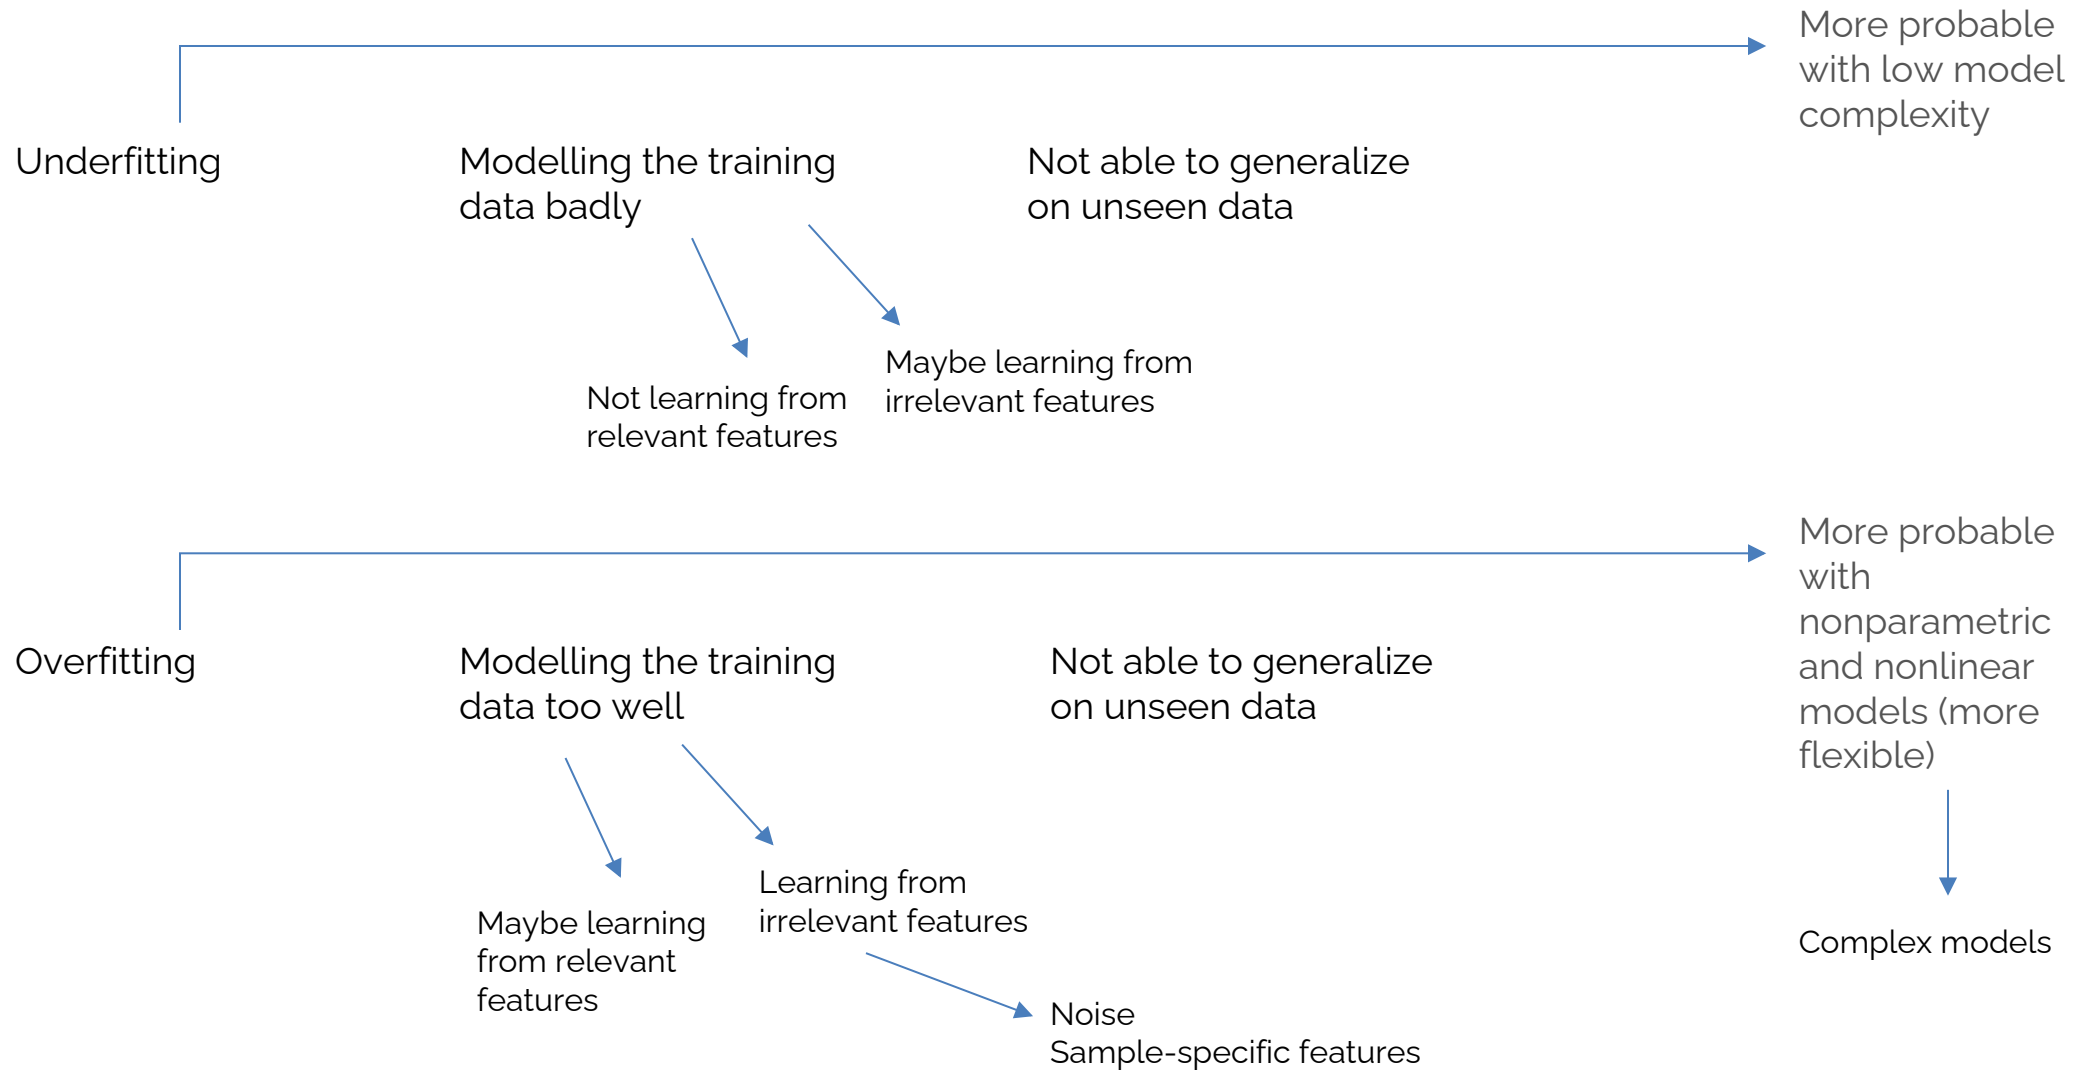 More probable
with low model
complexity
Underfitting
Modelling the training
data badly
Not able to generalize
on unseen data
Not learning from
relevant features
Maybe learning from
irrelevant features
More probable
with
nonparametric
and nonlinear
models (more
flexible)
Overfitting
Modelling the training
data too well
Not able to generalize
on unseen data
Maybe learning
from relevant
features
Learning from
irrelevant features
Complex models
Noise
Sample-specific features